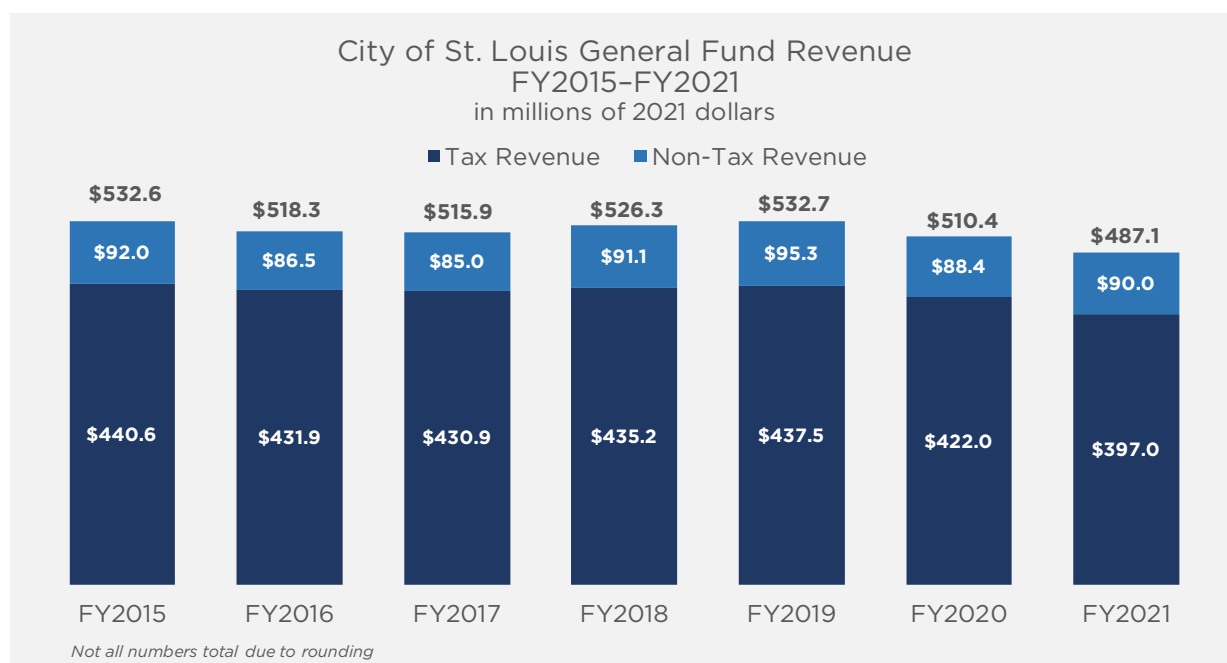 City of St. Louis General Fund Revenue
FY2015–FY2021
in millions of 2021 dollars
Tax Revenue Non-Tax Revenue
$532.6 $518.3 $515.9 $526.3 $532.7 $510.4 $487.1
$92.0 $86.5 $85.0 $91.1 $95.3 $88.4 $90.0
$440.6 $431.9 $430.9 $435.2 $437.5 $422.0 $397.0
FY2015 FY2016 FY2017 FY2018 FY2019 FY2020 FY2021
Not all numbers total due to rounding